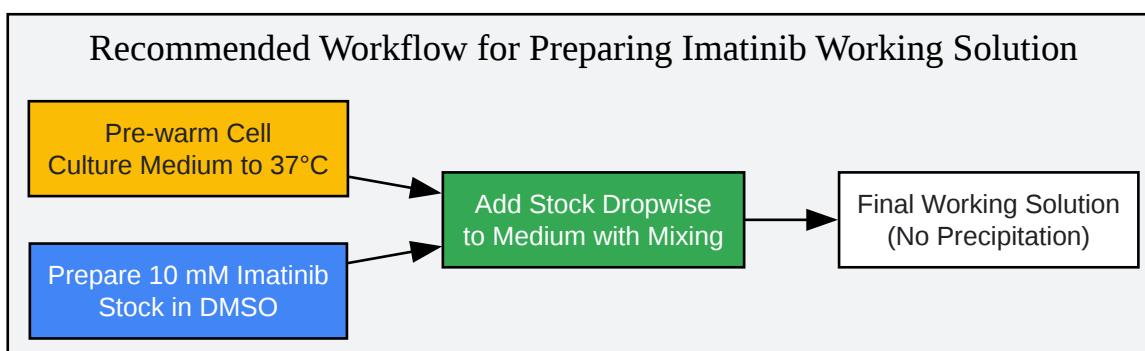 Recommended Workflow for Preparing Imatinib Working Solution
Pre-warm Cell
Culture Medium to 37°C
Prepare 10 mM Imatinib
Stock in DMSO
Add Stock Dropwise
to Medium with Mixing
Final Working Solution
(No Precipitation)